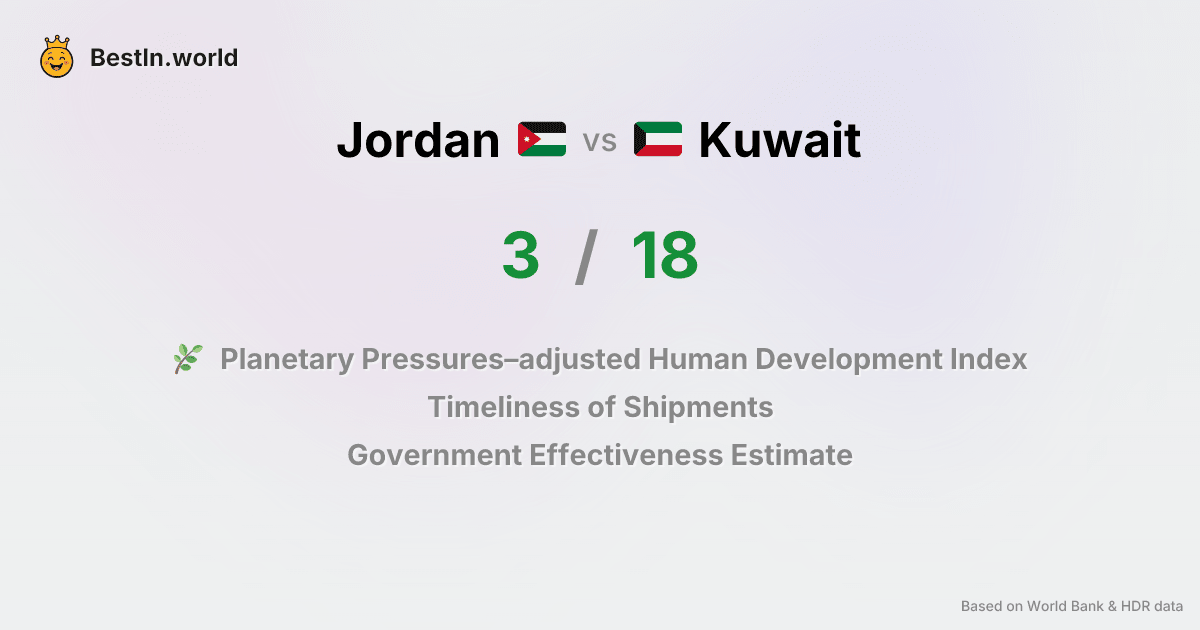 BestIn.world
Jordan vs Kuwait
3 / 18
Planetary Pressures–adjusted Human Development Index
Timeliness of Shipments
Government Effectiveness Estimate
Based on World Bank & HDR data